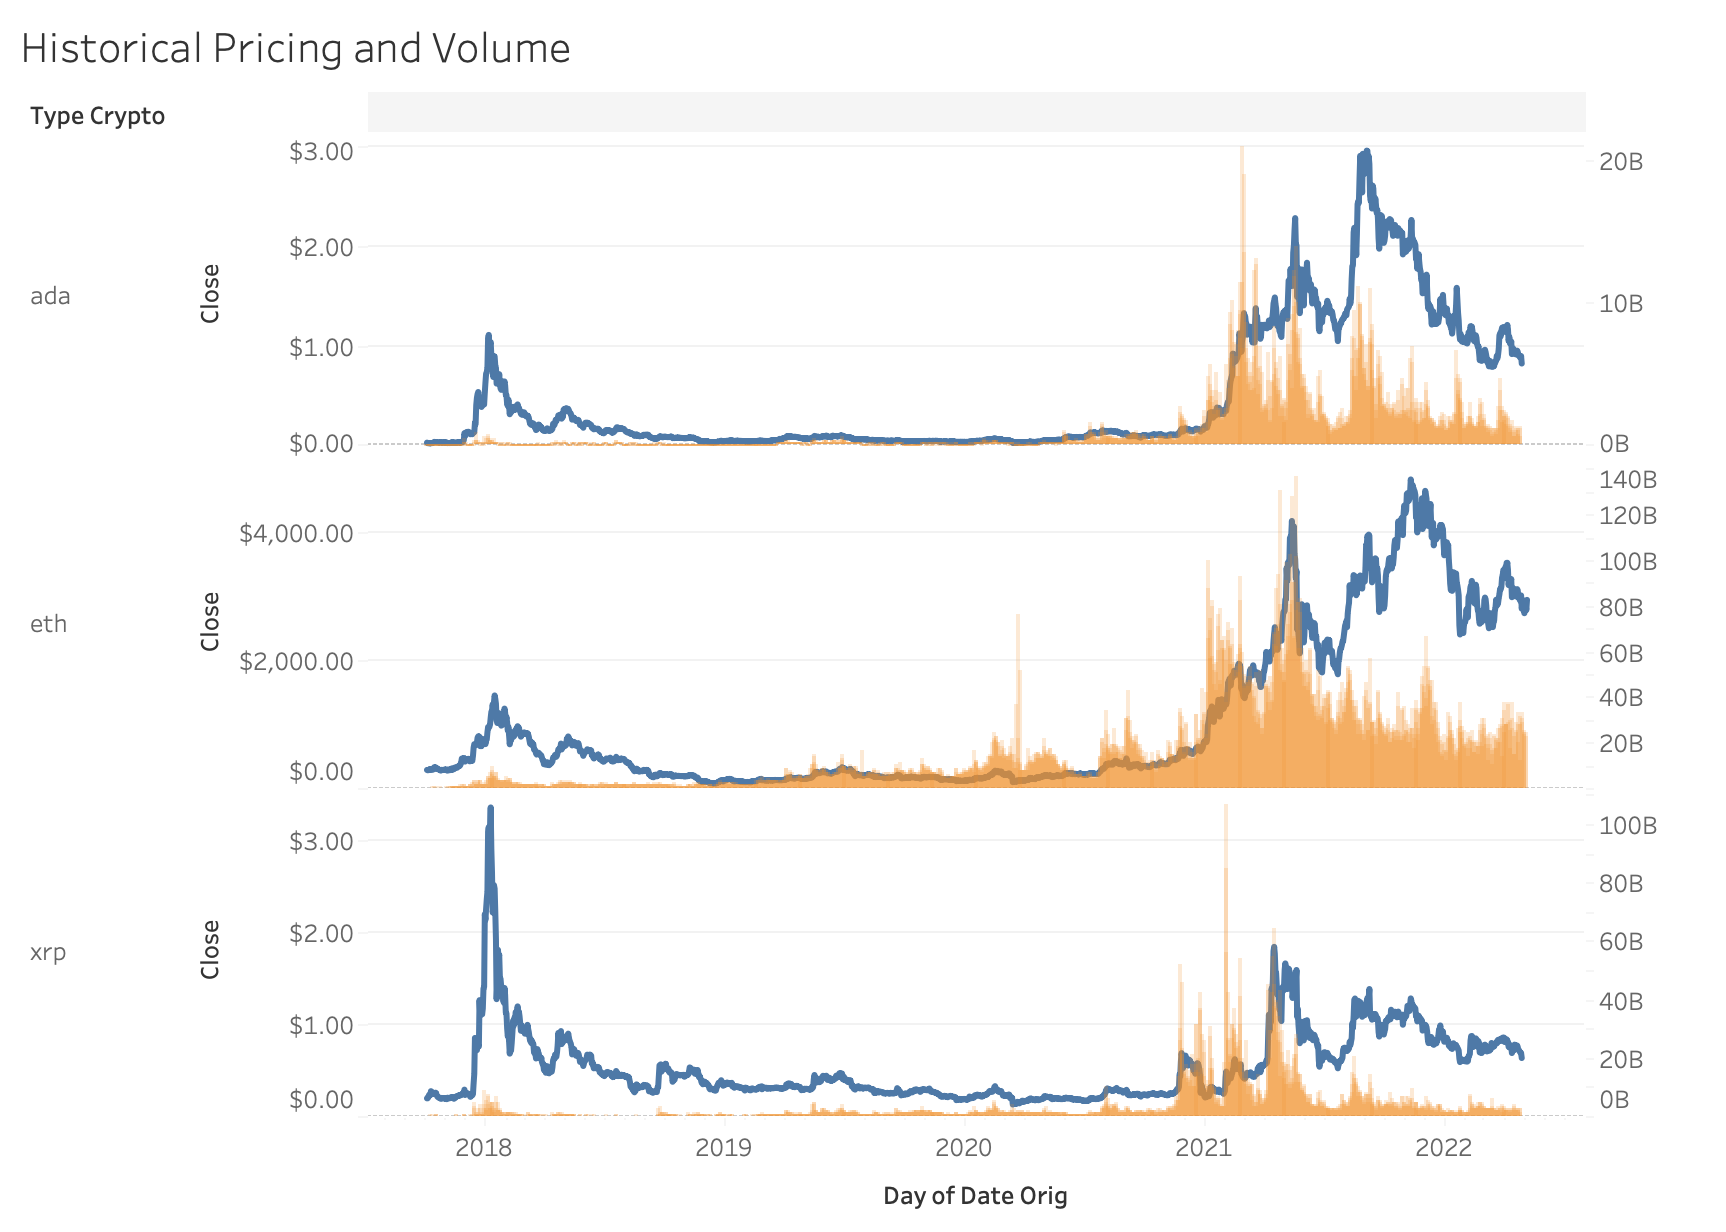 Historical Pricing and Volume
Type Crypto
ada
Close
$3.00
$2.00
$1.00
$0.00
20B
10B
0B
eth
Close
$4,000.00
$2,000.00
$0.00
140B
120B
100B
80B
60B
40B
20B
xrp
Close
$3.00
$2.00
$1.00
$0.00
100B
80B
60B
40B
20B
0B
2018 2019 2020 2021 2022
Day of Date Orig